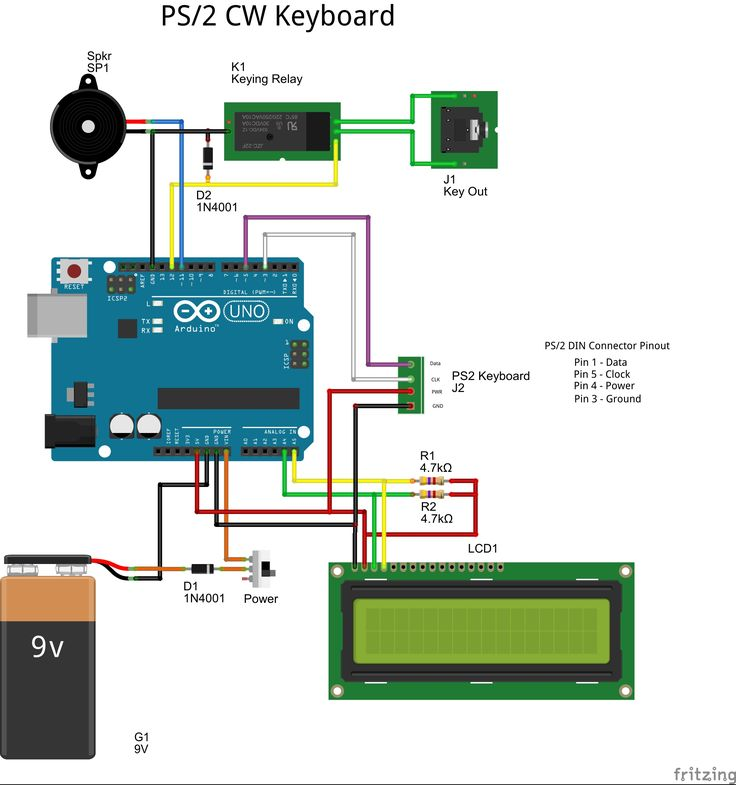 PS/2 CW Keyboard
Spkr
SP1
K1
Keying Relay
J1
Key Out
D2
1N4001
RESET
ICSP2
AREF
GND
13
12
~11
~10
~9
8
7
~6
~5
4
~3
2
TX0▶1
RX0◀0
DIGITAL (PWM=~)
L
TX
RX
Arduino™
UNO
ON
ICSP
1
IOREF
RESET
3V3
5V
GND
GND
VIN
POWER
ANALOG IN
A0
A1
A2
A3
A4
A5
Data
CLK
PWR
GND
PS2 Keyboard
J2
PS/2 DIN Connector Pinout
Pin 1 - Data
Pin 5 - Clock
Pin 4 - Power
Pin 3 - Ground
R1
4.7kΩ
R2
4.7kΩ
LCD1
D1
1N4001
Power
9v
G1
9V
fritzing